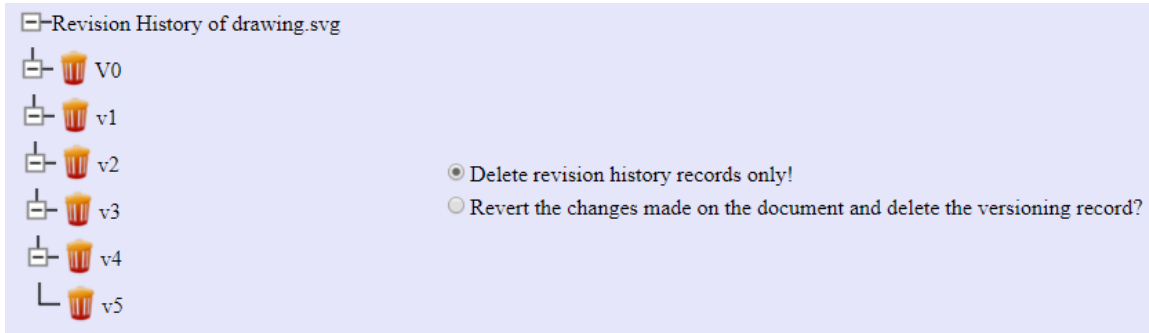 Revision History of drawing.svg
V0
v1
v2
v3
v4
v5
Delete revision history records only!
Revert the changes made on the document and delete the versioning record?